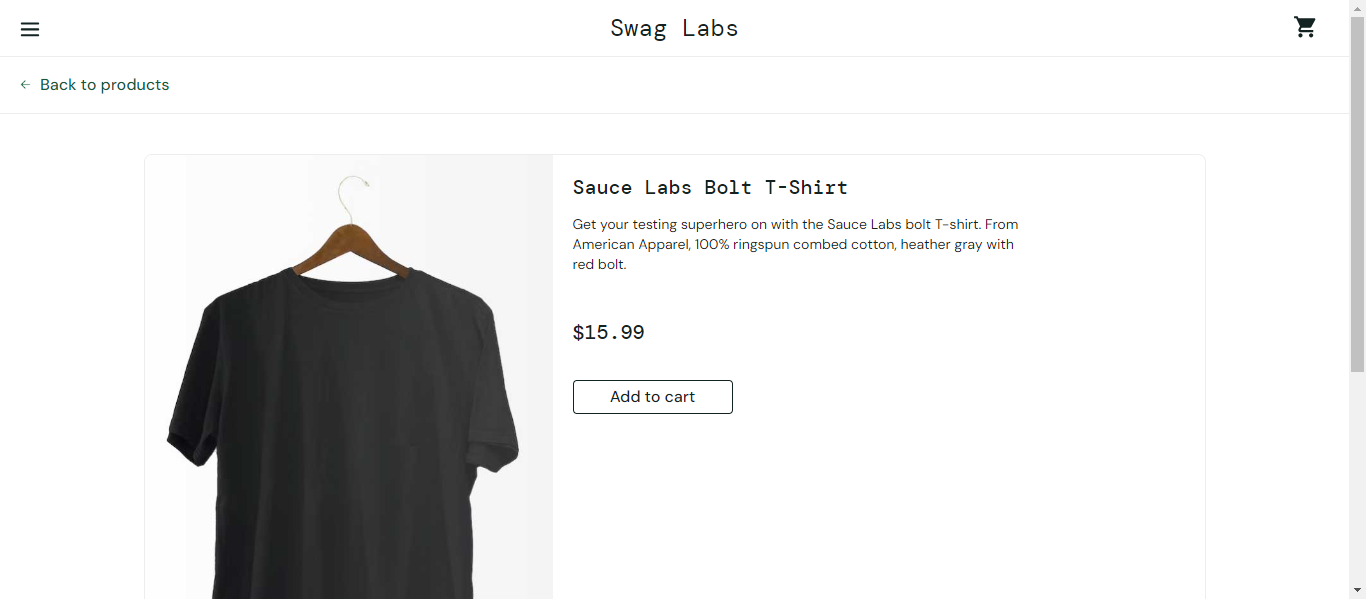 Swag Labs
Back to products
Sauce Labs Bolt T-Shirt
Get your testing superhero on with the Sauce Labs bolt T-shirt. From
American Apparel, 100% ringspun combed cotton, heather gray with
red bolt.
$15.99
Add to cart